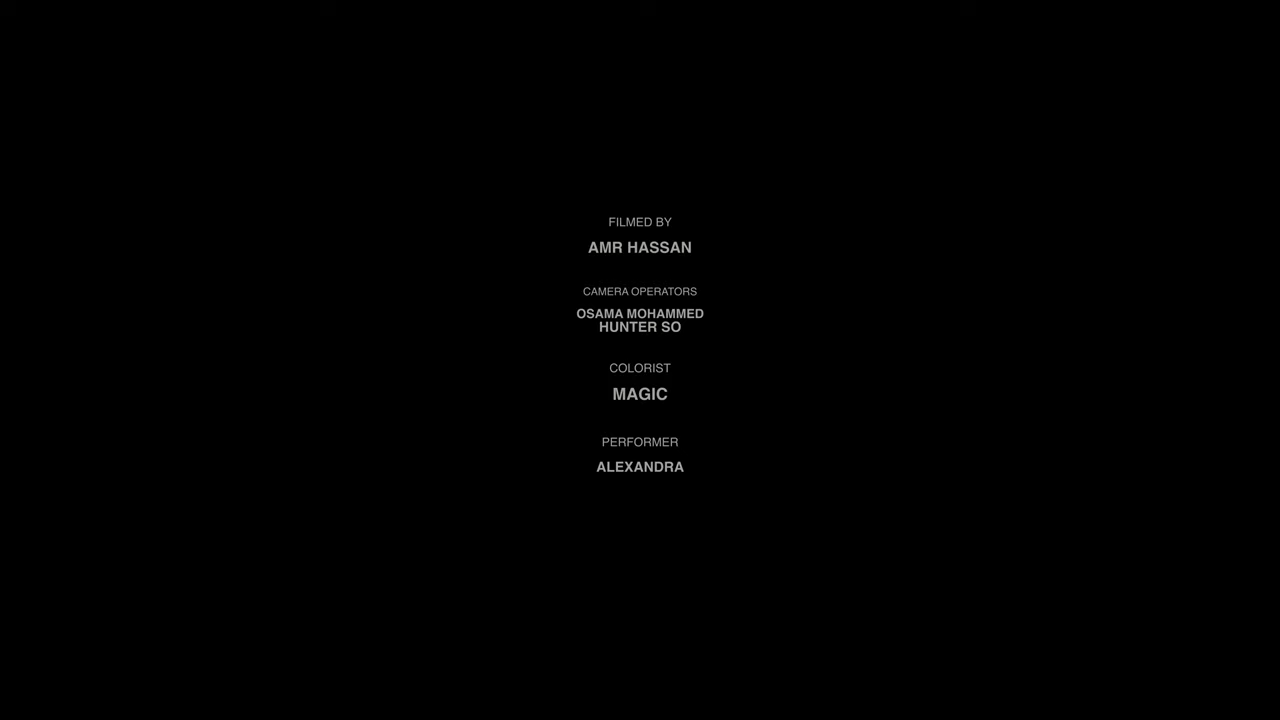 FILMED BY
AMR HASSAN
CAMERA OPERATORS
OSAMA MOHAMMED
HUNTER SO
COLORIST
MAGIC
PERFORMER
ALEXANDRA